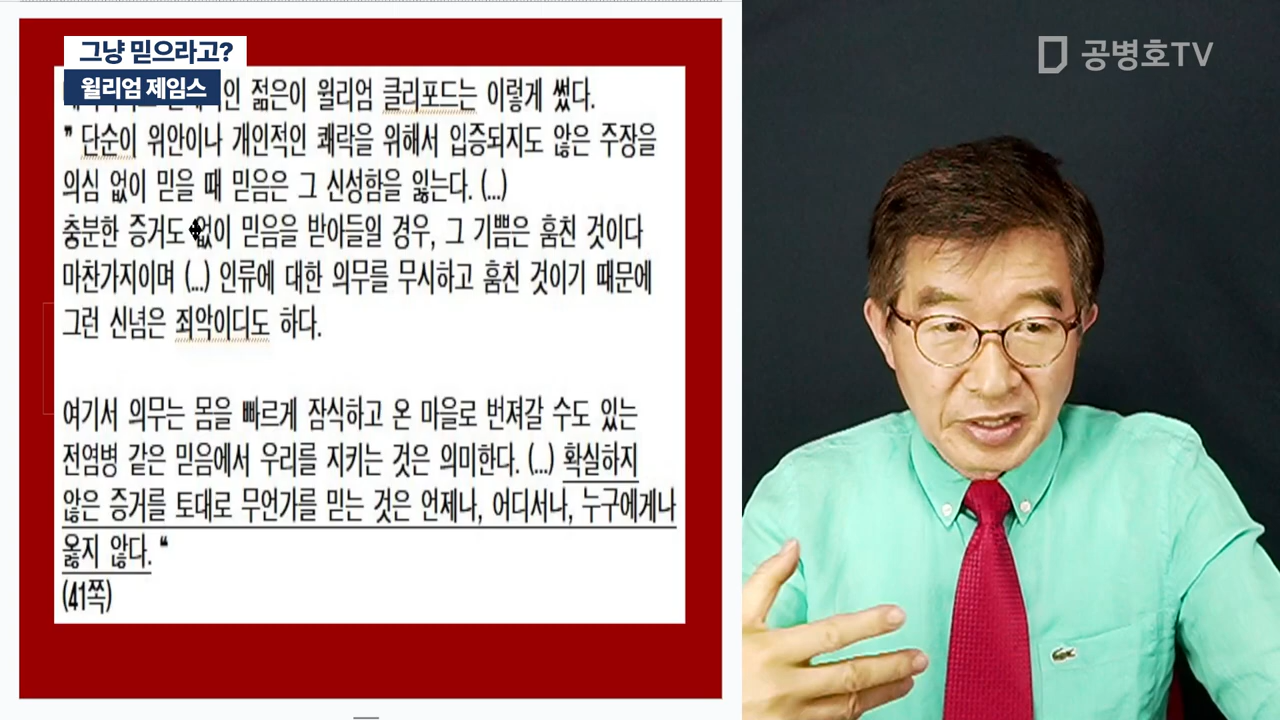 그냥 믿으라고?
윌리엄 제임스
공병호TV
젊은이 윌리엄 클리포드는 이렇게 썼다.
" 단순이 위안이나 개인적인 쾌락을 위해서 입증되지도 않은 주장을
의심 없이 믿을 때 믿음은 그 신성함을 잃는다. (...)
충분한 증거도 없이 믿음을 받아들일 경우, 그 기쁨은 훔친 것이다
마찬가지이며 (...) 인류에 대한 의무를 무시하고 훔친 것이기 때문에
그런 신념은 죄악이디도 하다.
여기서 의무는 몸을 빠르게 잠식하고 온 마을로 번져갈 수도 있는
전염병 같은 믿음에서 우리를 지키는 것은 의미한다. (...) 확실하지
않은 증거를 토대로 무언가를 믿는 것은 언제나, 어디서나, 누구에게나
옳지 않다. "
(41쪽)